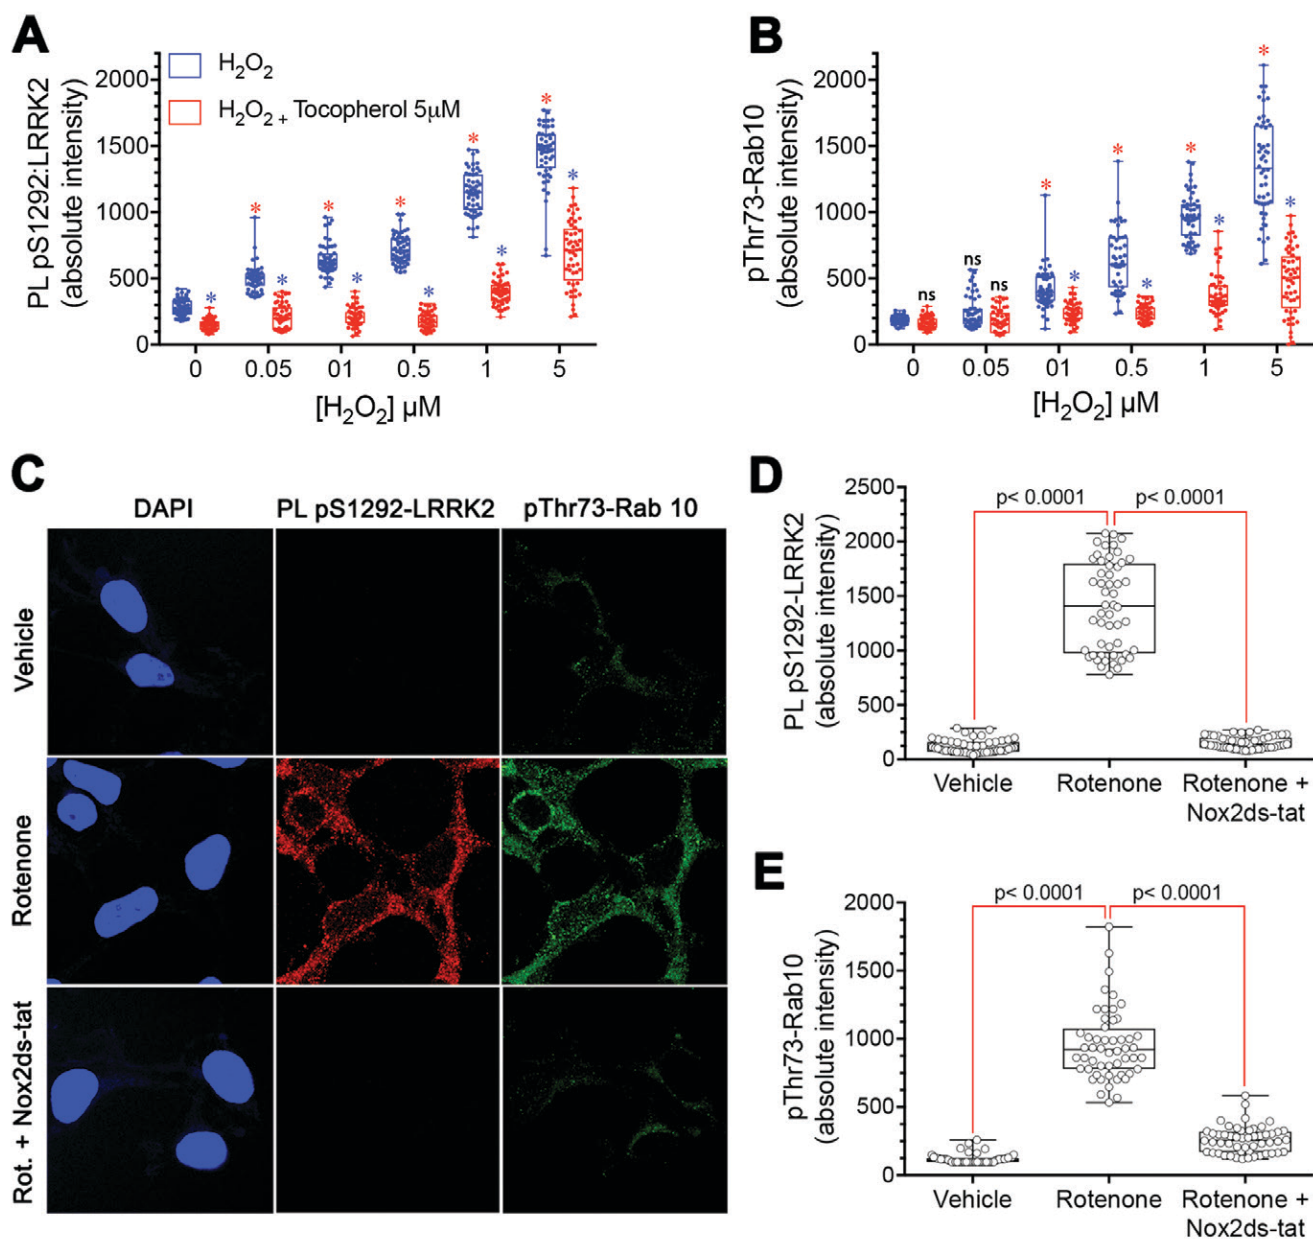 A
PL pS1292:LRRK2
(absolute intensity)
2000
1500
1000
500
0
H₂O₂
H₂O₂ + Tocopherol 5µM
* * * * * * * * * * *
0 0.05 01 0.5 1 5
[H₂O₂] µM
B
pThr73-Rab10
(absolute intensity)
2000
1500
1000
500
0
ns ns ns * * * * * * * *
0 0.05 01 0.5 1 5
[H₂O₂] µM
C
DAPI PL pS1292-LRRK2 pThr73-Rab 10
Vehicle
Rotenone
Rot. + Nox2ds-tat
D
PL pS1292-LRRK2
(absolute intensity)
2500
2000
1500
1000
500
0
p< 0.0001 p< 0.0001
Vehicle Rotenone Rotenone +
Nox2ds-tat
E
pThr73-Rab10
(absolute intensity)
2000
1500
1000
500
0
p< 0.0001 p< 0.0001
Vehicle Rotenone Rotenone +
Nox2ds-tat